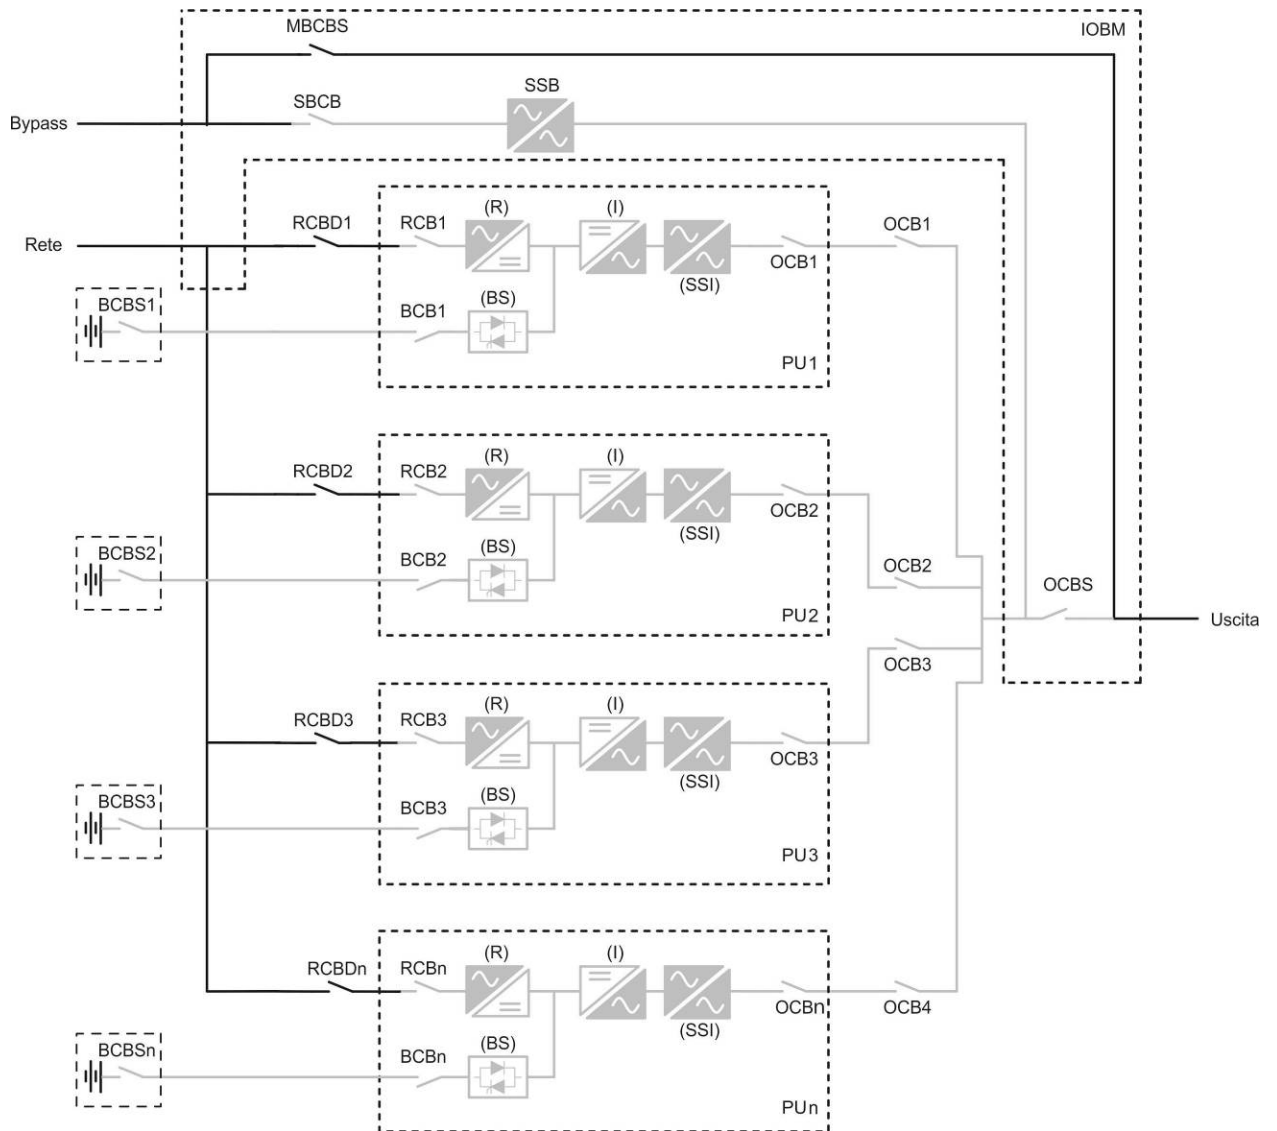 MBCBS
IOBM
SSB
SBCB
Bypass
RCBD1
RCB1
(R)
(I)
OCB1
Rete
OCB1
(SSI)
BCBS1
BCB1
(BS)
PU1
RCBD2
RCB2
(R)
(I)
OCB2
(SSI)
BCBS2
BCB2
(BS)
OCB2
OCBS
PU2
Uscita
OCB3
RCBD3
RCB3
(R)
(I)
OCB3
(SSI)
BCBS3
BCB3
(BS)
PU3
RCBDn
RCBn
(R)
(I)
OCBn
OCB4
(SSI)
BCBSn
BCBn
(BS)
PUn